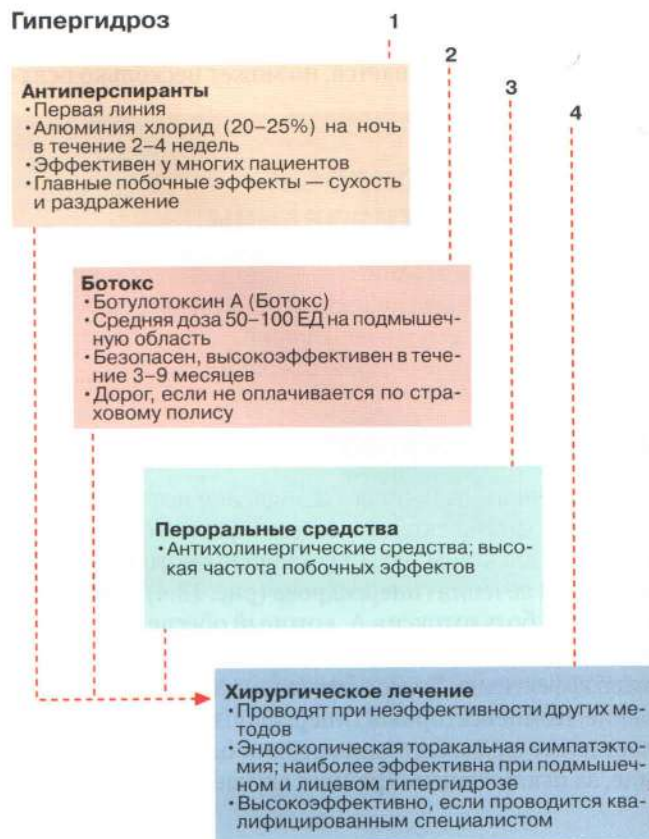 Гипергидроз
1
2
3
4
Антиперспиранты
• Первая линия
• Алюминия хлорид (20–25%) на ночь
в течение 2–4 недель
• Эффективен у многих пациентов
• Главные побочные эффекты — сухость
и раздражение
Ботокс
• Ботулотоксин А (Ботокс)
• Средняя доза 50–100 ЕД на подмышеч-
ную область
• Безопасен, высокоэффективен в тече-
ние 3–9 месяцев
• Дорог, если не оплачивается по стра-
ховому полису
Пероральные средства
• Антихолинергические средства; высо-
кая частота побочных эффектов
Хирургическое лечение
• Проводят при неэффективности других ме-
тодов
• Эндоскопическая торакальная симпатэкто-
мия; наиболее эффективна при подмышеч-
ном и лицевом гипергидрозе
• Высокоэффективно, если проводится ква-
лифицированным специалистом